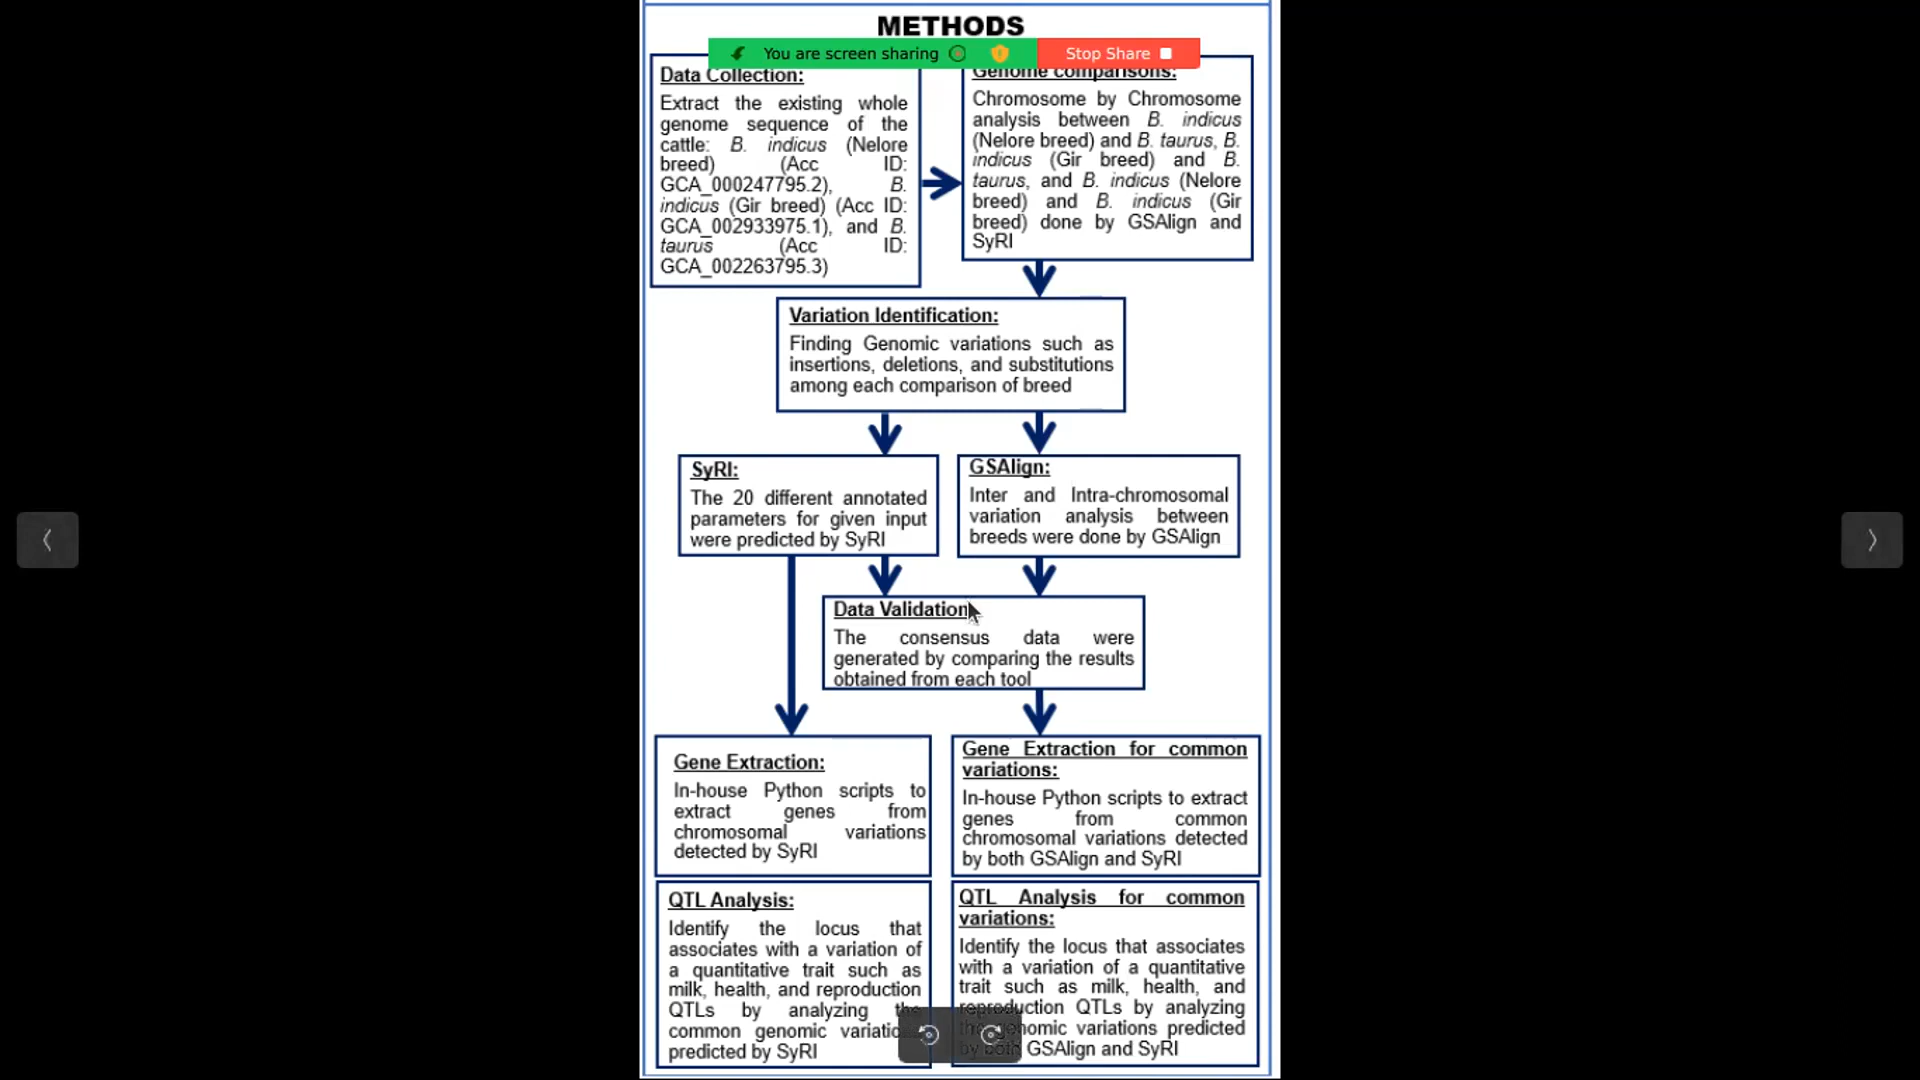 METHODS
You are screen sharing
Stop Share
Data Collection:
Extract the existing whole
genome sequence of the
cattle: B. indicus (Nelore
breed) (Acc ID:
GCA_000247795.2), B.
indicus (Gir breed) (Acc ID:
GCA_002933975.1), and B.
taurus (Acc ID:
GCA_002263795.3)
Genome comparisons:
Chromosome by Chromosome
analysis between B. indicus
(Nelore breed) and B. taurus, B.
indicus (Gir breed) and B.
taurus, and B. indicus (Nelore
breed) and B. indicus (Gir
breed) done by GSAlign and
SyRI
Variation Identification:
Finding Genomic variations such as
insertions, deletions, and substitutions
among each comparison of breed
SyRI:
The 20 different annotated
parameters for given input
were predicted by SyRI
GSAlign:
Inter and Intra-chromosomal
variation analysis between
breeds were done by GSAlign
Data Validation
The consensus data were
generated by comparing the results
obtained from each tool
Gene Extraction:
In-house Python scripts to
extract genes from
chromosomal variations
detected by SyRI
Gene Extraction for common
variations:
In-house Python scripts to extract
genes from common
chromosomal variations detected
by both GSAlign and SyRI
QTL Analysis:
Identify the locus that
associates with a variation of
a quantitative trait such as
milk, health, and reproduction
QTLs by analyzing the
common genomic variations
predicted by SyRI
QTL Analysis for common
variations:
Identify the locus that associates
with a variation of a quantitative
trait such as milk, health, and
reproduction QTLs by analyzing
the genomic variations predicted
by both GSAlign and SyRI